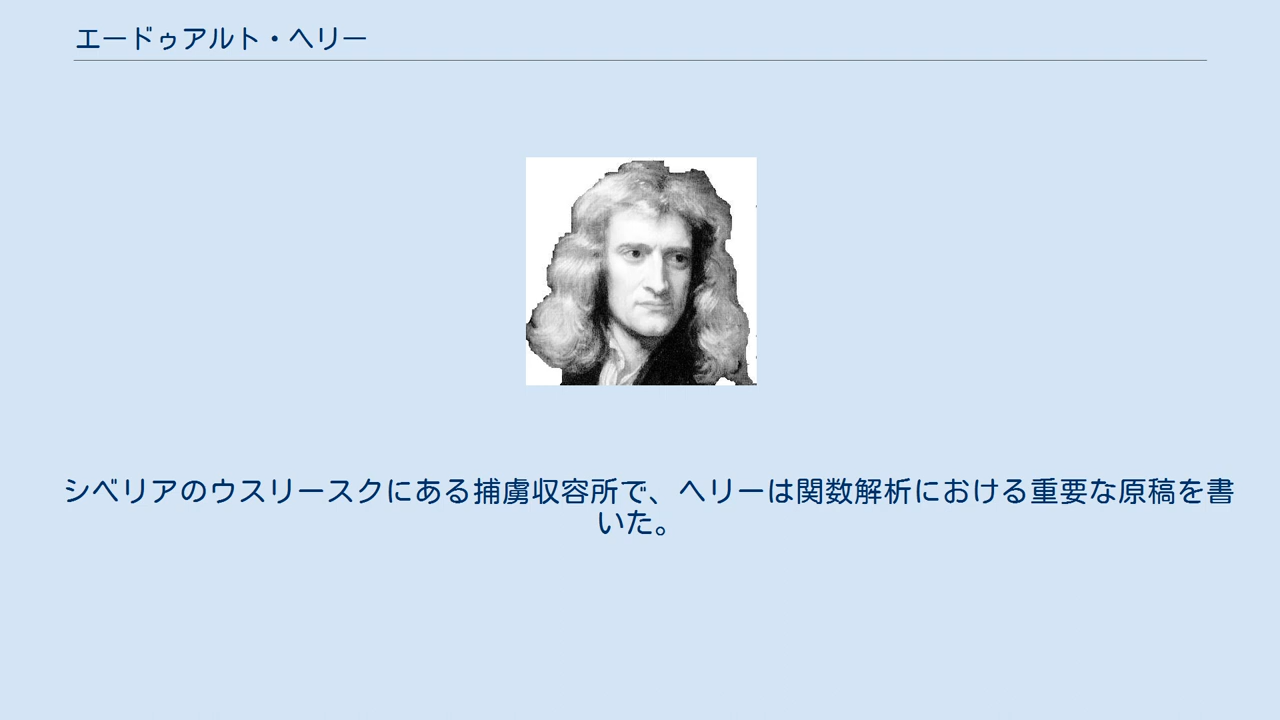 エードゥアルト・ヘリー
シベリアのウスリースクにある捕虜収容所で、ヘリーは関数解析における重要な原稿を書
いた。